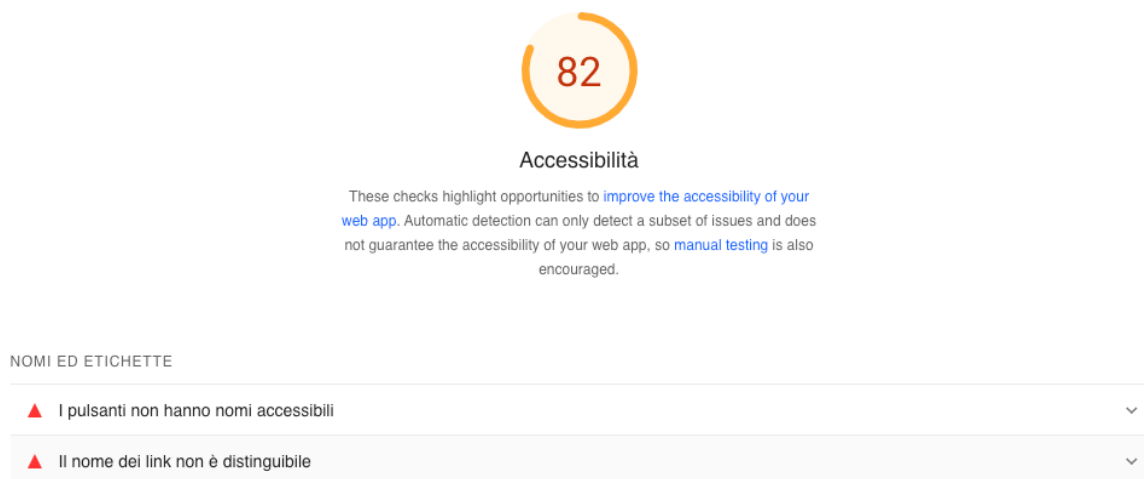 82
Accessibilità
These checks highlight opportunities to improve the accessibility of your
web app. Automatic detection can only detect a subset of issues and does
not guarantee the accessibility of your web app, so manual testing is also
encouraged.
NOMI ED ETICHETTE
I pulsanti non hanno nomi accessibili
Il nome dei link non è distinguibile